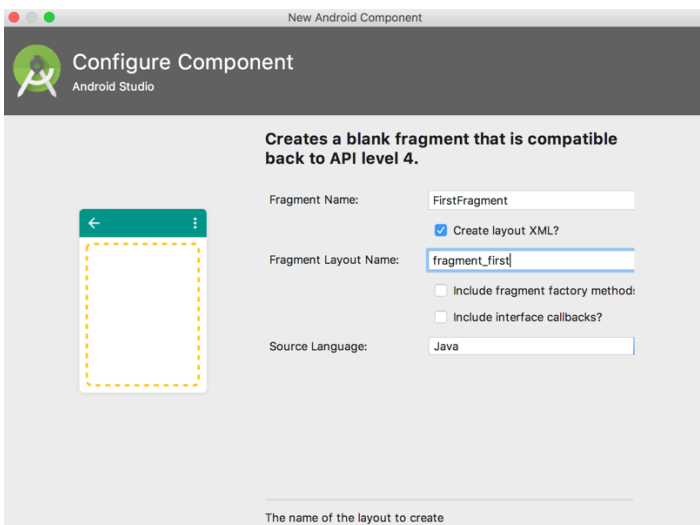 New Android Component
Configure Component
Android Studio
Creates a blank fragment that is compatible
back to API level 4.
Fragment Name:
FirstFragment
Create layout XML?
Fragment Layout Name:
fragment_first
Include fragment factory methods
Include interface callbacks?
Source Language:
Java
The name of the layout to create